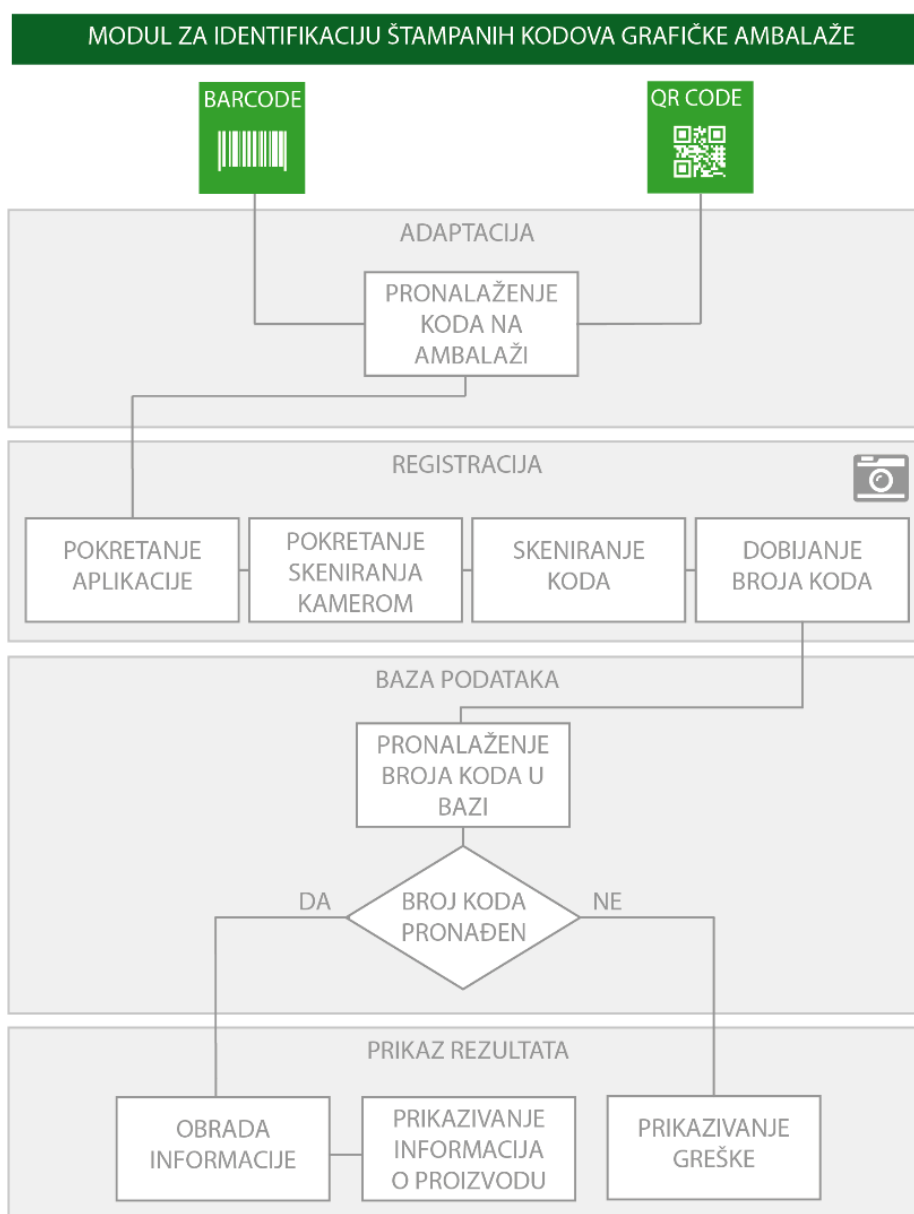 MODUL ZA IDENTIFIKACIJU ŠTAMPANIH KODOVA GRAFIČKE AMBALAŽE
BARCODE
QR CODE
ADAPTACIJA
PRONALAŽENJE
KODA NA
AMBALAŽI
REGISTRACIJA
POKRETANJE
APLIKACIJE
POKRETANJE
SKENIRANJA
KAMEROM
SKENIRANJE
KODA
DOBIJANJE
BROJA KODA
BAZA PODATAKA
PRONALAŽENJE
BROJA KODA U
BAZI
DA
BROJ KODA
PRONAĐEN
NE
PRIKAZ REZULTATA
OBRADA
INFORMACIJE
PRIKAZIVANJE
INFORMACIJA
O PROIZVODU
PRIKAZIVANJE
GREŠKE